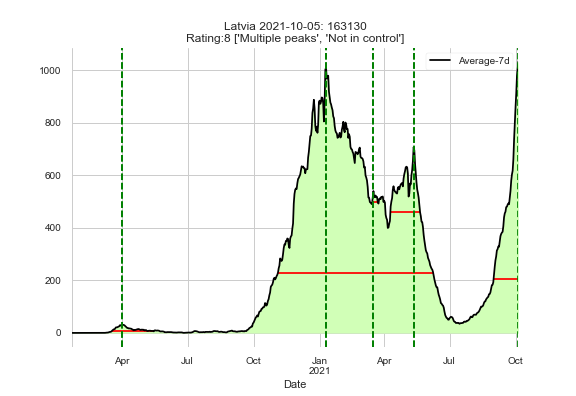 Latvia 2021-10-05: 163130
Rating:8 ['Multiple peaks', 'Not in control']
Average-7d
1000
800
600
400
200
0
Apr Jul Oct Jan Apr Jul Oct
2021
Date